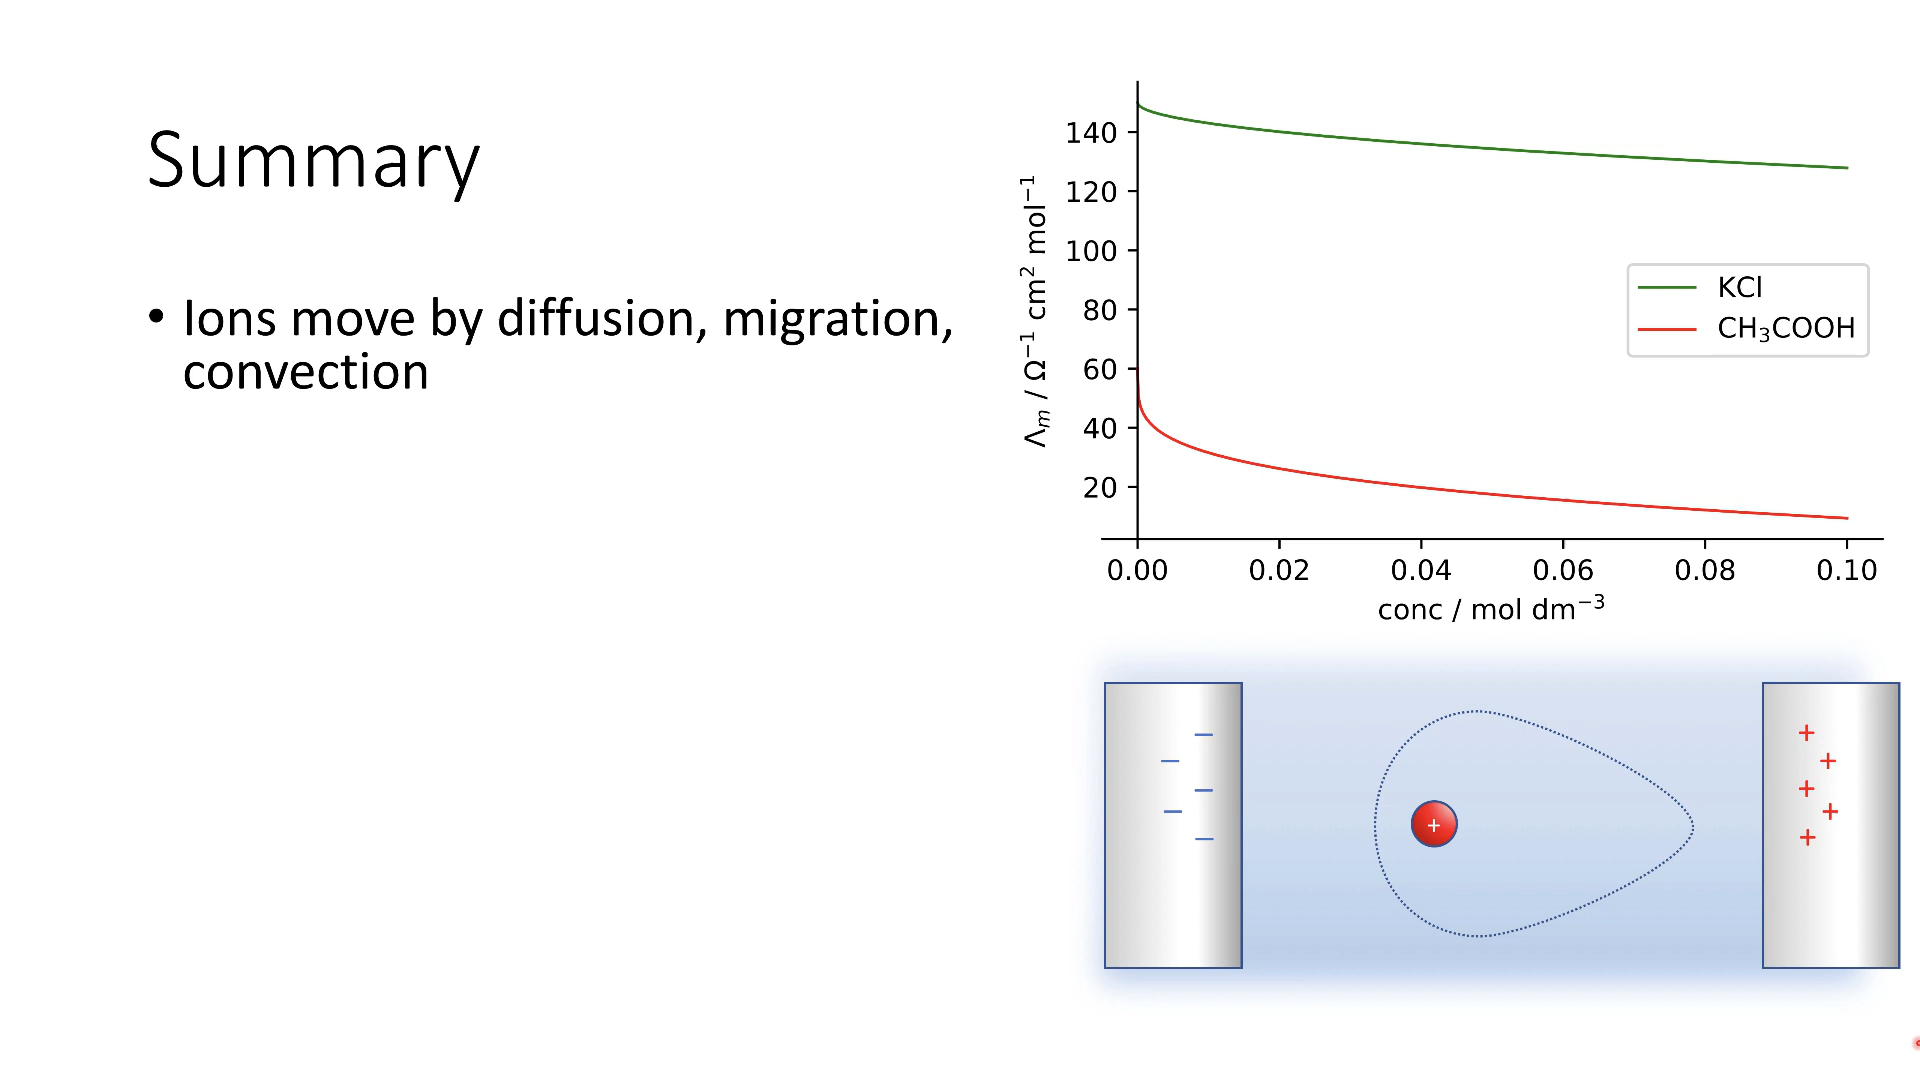 Summary
• Ions move by diffusion, migration,
convection
Λₘ / Ω⁻¹ cm² mol⁻¹
140
120
100
80
60
40
20
KCl
CH₃COOH
0.00 0.02 0.04 0.06 0.08 0.10
conc / mol dm⁻³
− − − − −
+
+ + + + +